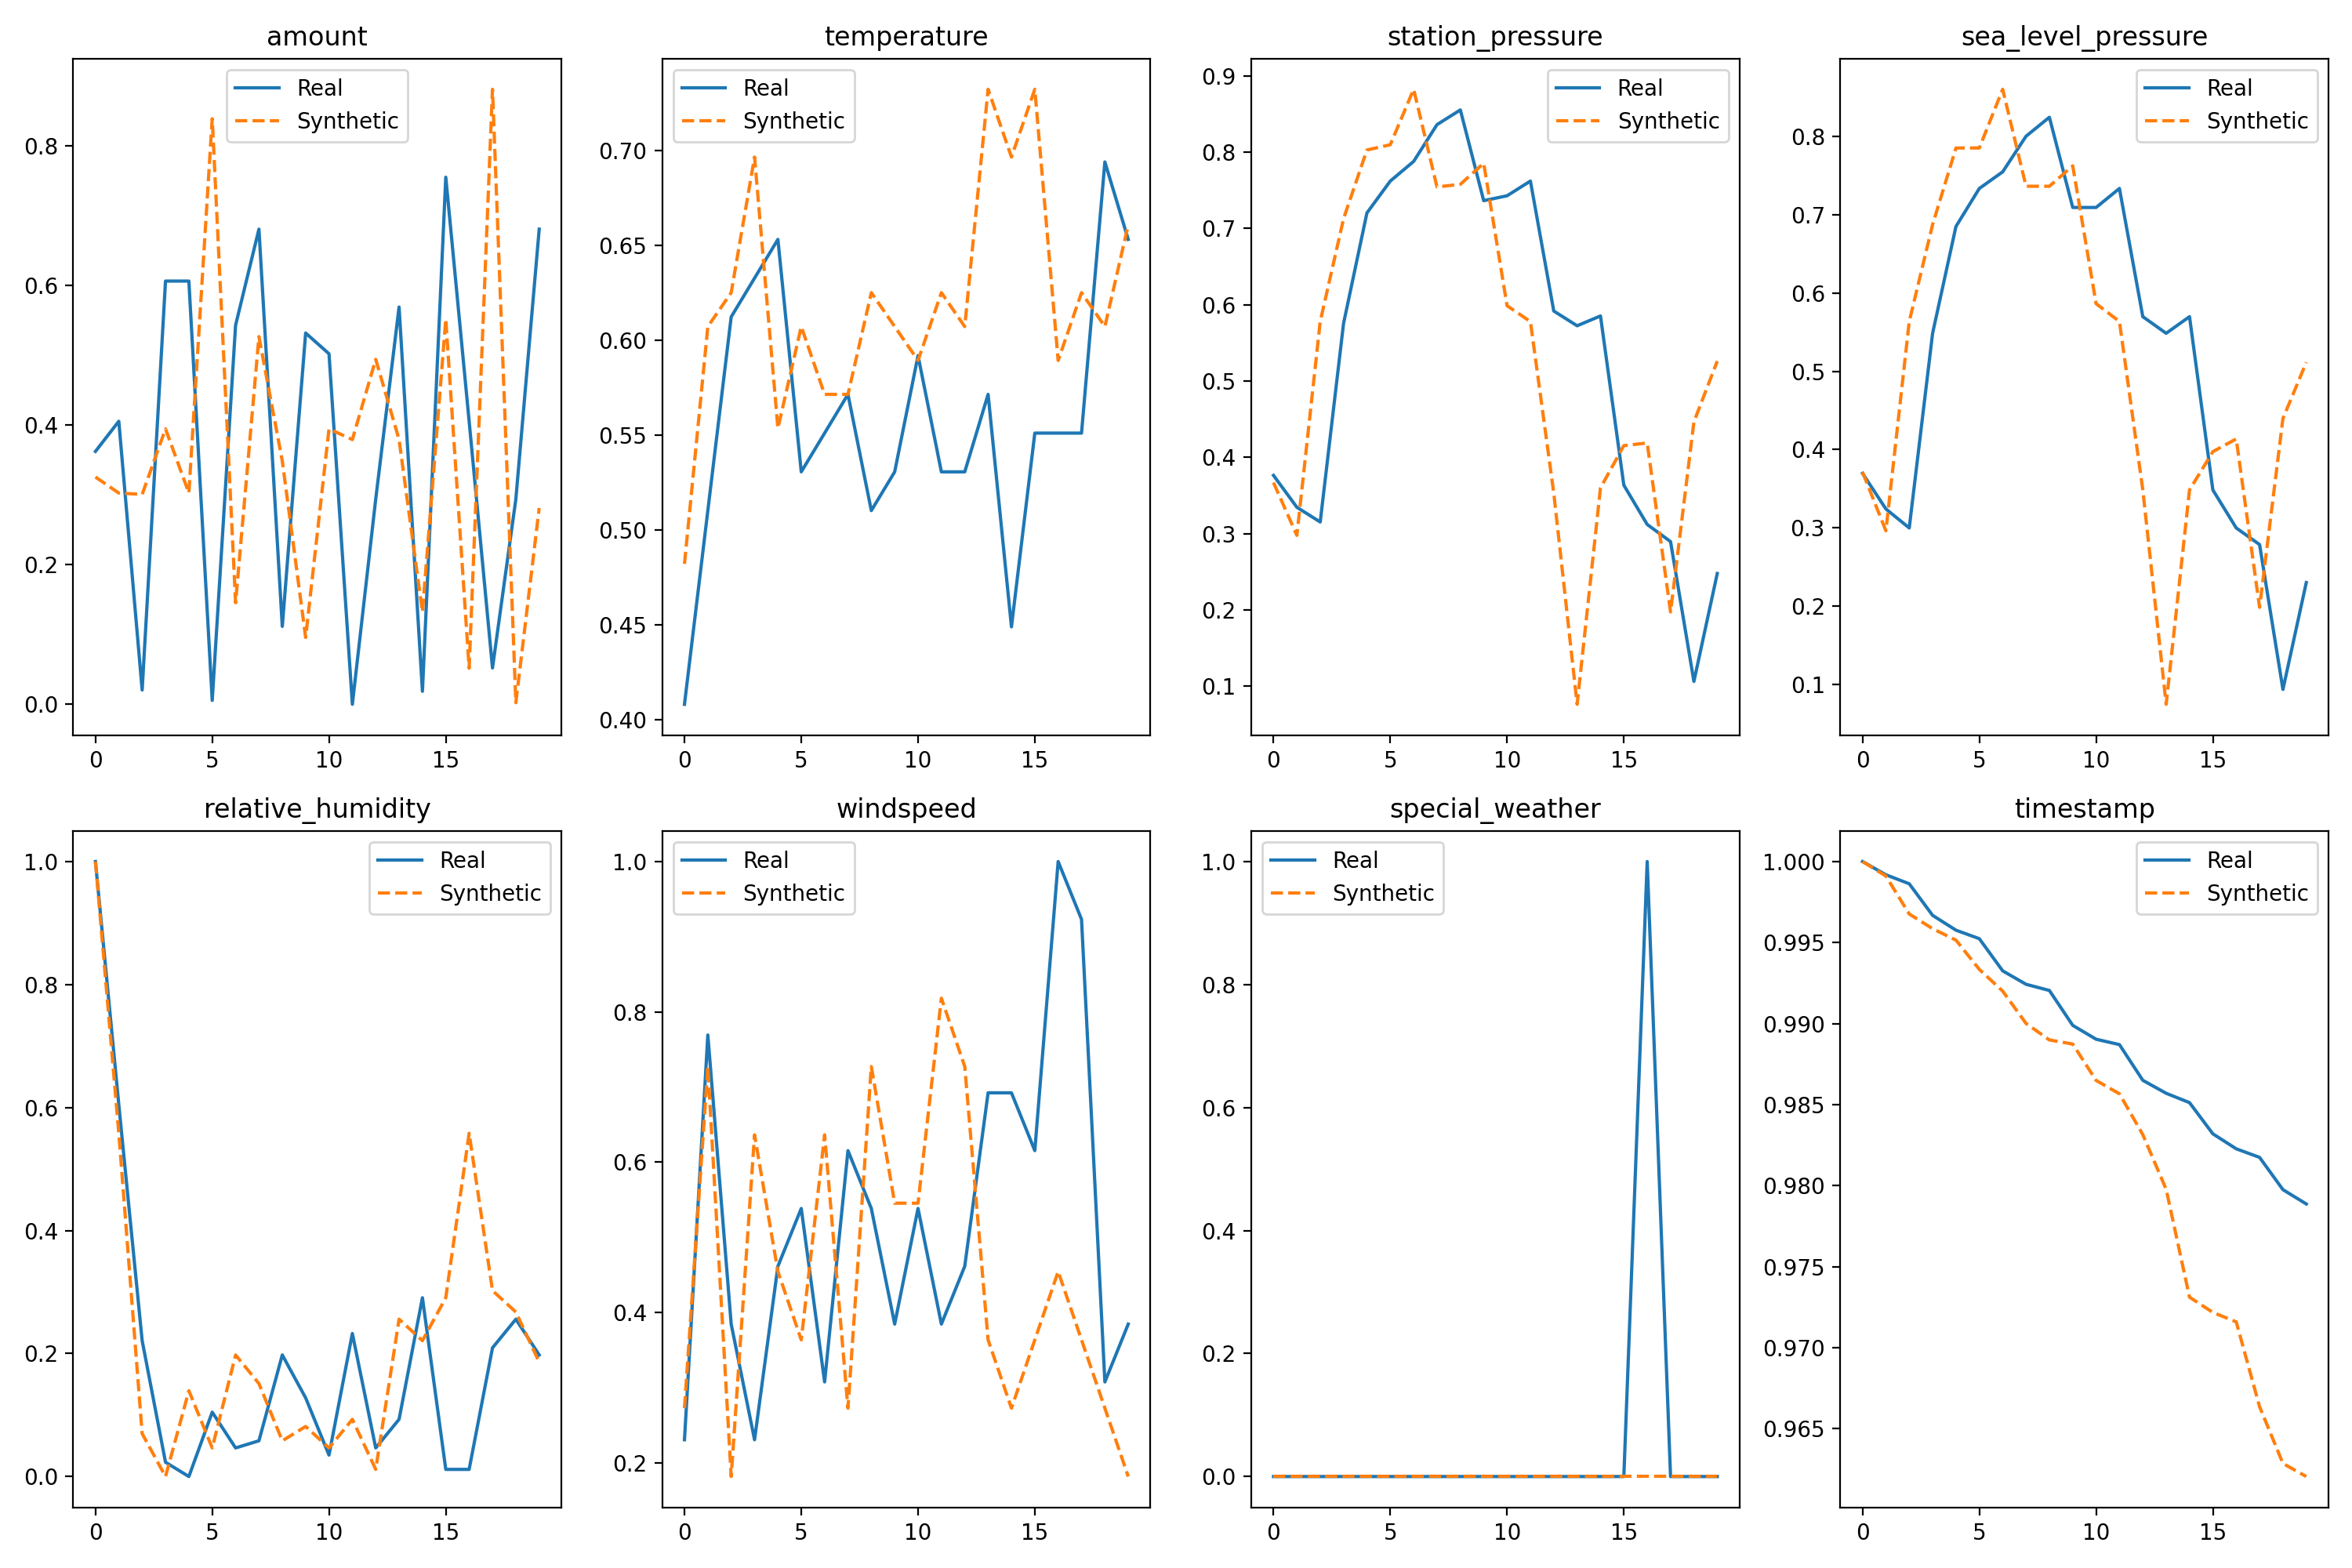 amount
Real
Synthetic
0.8
0.6
0.4
0.2
0.0
0 5 10 15
temperature
Real
Synthetic
0.70
0.65
0.60
0.55
0.50
0.45
0.40
0 5 10 15
station_pressure
Real
Synthetic
0.9
0.8
0.7
0.6
0.5
0.4
0.3
0.2
0.1
0 5 10 15
sea_level_pressure
Real
Synthetic
0.8
0.7
0.6
0.5
0.4
0.3
0.2
0.1
0 5 10 15
relative_humidity
Real
Synthetic
1.0
0.8
0.6
0.4
0.2
0.0
0 5 10 15
windspeed
Real
Synthetic
1.0
0.8
0.6
0.4
0.2
0 5 10 15
special_weather
Real
Synthetic
1.0
0.8
0.6
0.4
0.2
0.0
0 5 10 15
timestamp
Real
Synthetic
1.000
0.995
0.990
0.985
0.980
0.975
0.970
0.965
0 5 10 15